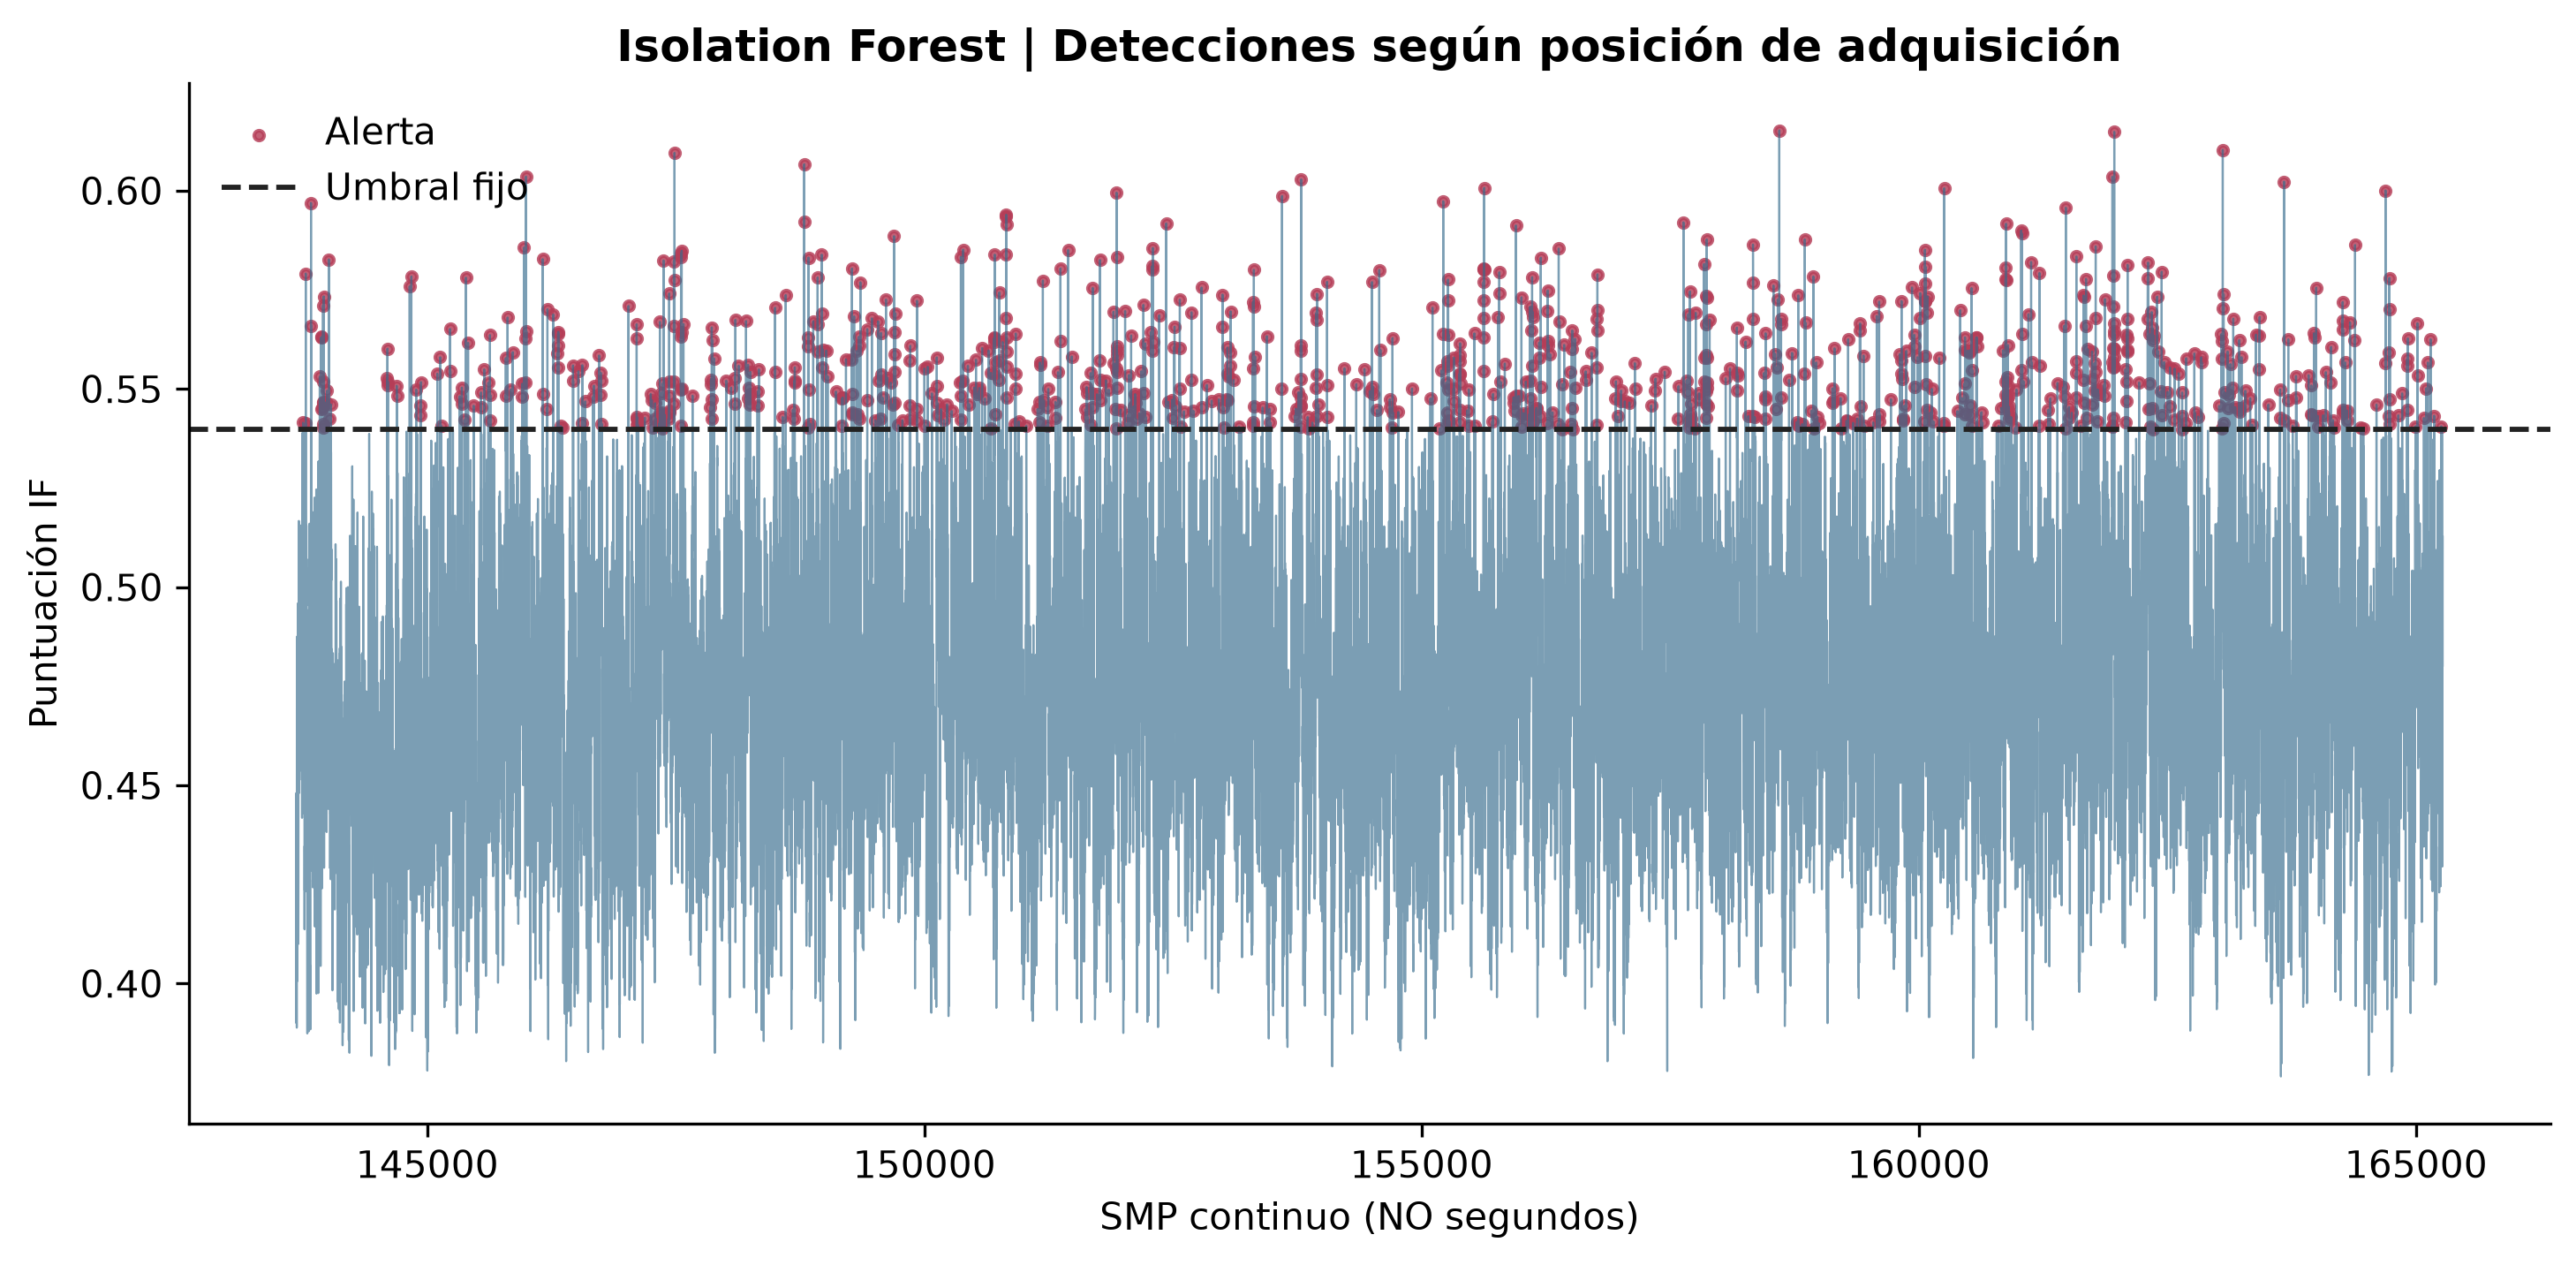 Isolation Forest | Detecciones según posición de adquisición
Alerta
Umbral fijo
0.60
0.55
0.50
0.45
0.40
Puntuación IF
145000
150000
155000
160000
165000
SMP continuo (NO segundos)